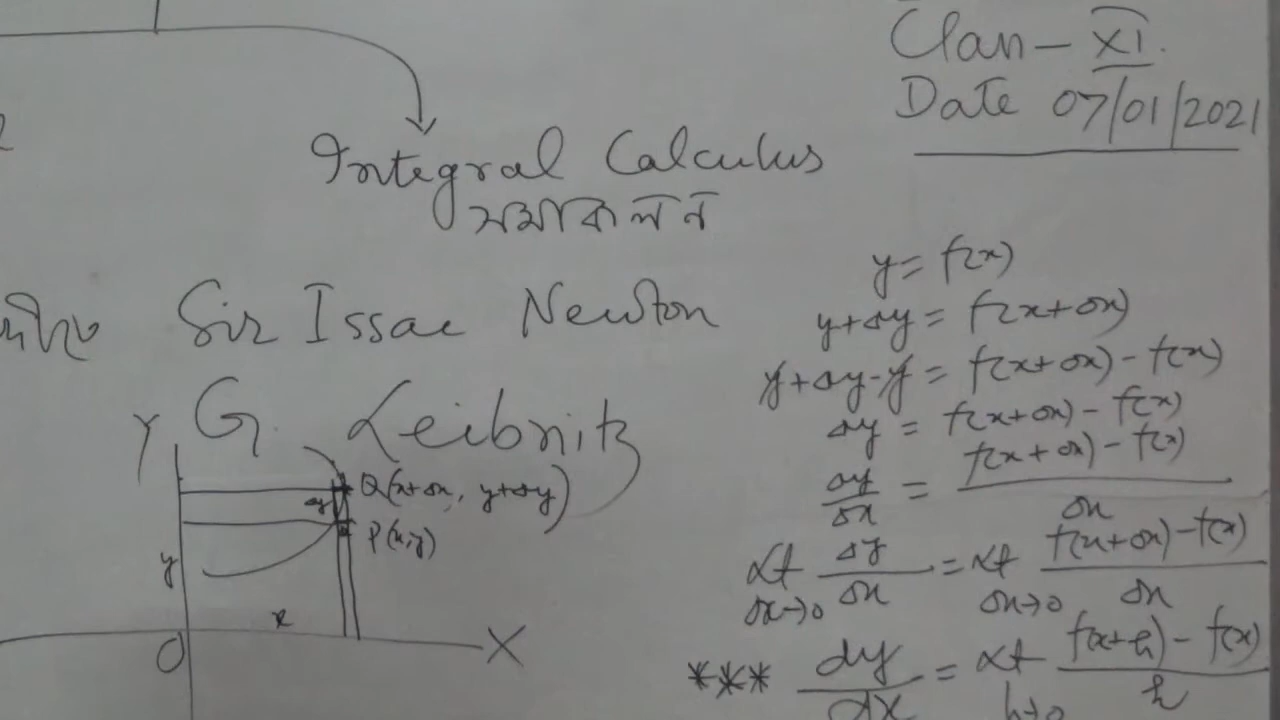 Class - XI.
Date 07/01/2021
Integral Calculus
সমাকলন
Sir Issac Newton
G. Leibnitz
y = f(x)
y+Δy = f(x+Δx)
y+Δy-y = f(x+Δx) - f(x)
Δy = f(x+Δx) - f(x)
Δy/Δx = f(x+Δx) - f(x)/Δx
Lt Δx→0 Δy/Δx = Lt Δx→0 f(x+Δx) - f(x)/Δx
*** dy/dx = Lt h→0 f(x+h) - f(x)/h
Y
Q(x+Δx, y+Δy)
Δy
P(x,y)
y
x
O
X